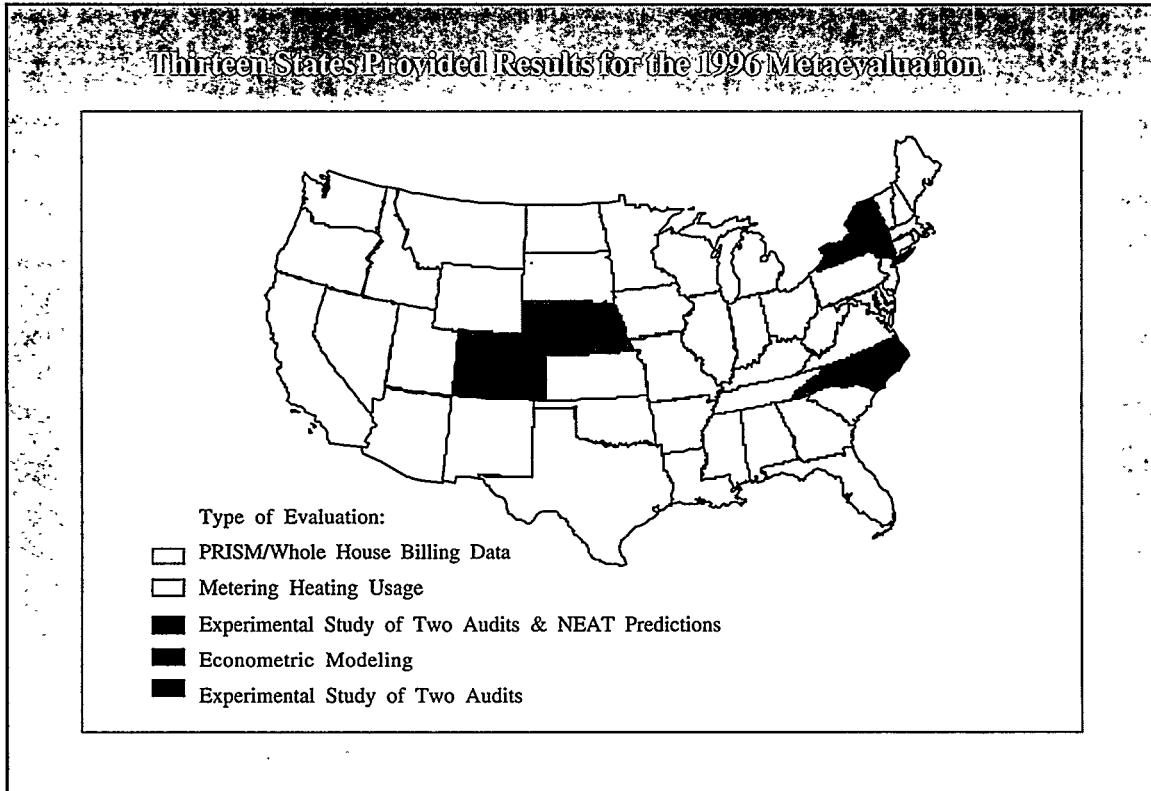 Thirteen States Provided Results for the 1996 Metaevaluation
Type of Evaluation:
PRISM/Whole House Billing Data
Metering Heating Usage
Experimental Study of Two Audits & NEAT Predictions
Econometric Modeling
Experimental Study of Two Audits